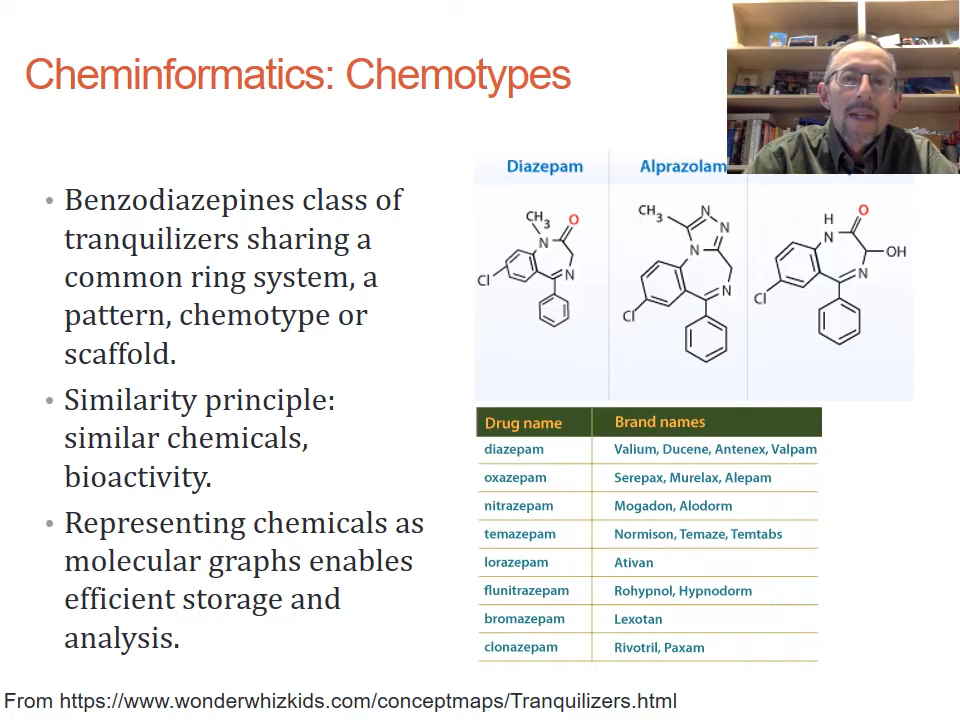 Cheminformatics: Chemotypes
• Benzodiazepines class of
tranquilizers sharing a
common ring system, a
pattern, chemotype or
scaffold.
• Similarity principle:
similar chemicals,
bioactivity.
• Representing chemicals as
molecular graphs enables
efficient storage and
analysis.
Diazepam Alprazolam
CH3 O N N Cl
CH3 N N N N Cl
H N O OH N Cl
Drug name Brand names
diazepam Valium, Ducene, Antenex, Valpam
oxazepam Serepax, Murelax, Alepam
nitrazepam Mogadon, Alodorm
temazepam Normison, Temaze, Temtabs
lorazepam Ativan
flunitrazepam Rohypnol, Hypnodorm
bromazepam Lexotan
clonazepam Rivotril, Paxam
From https://www.wonderwhizkids.com/conceptmaps/Tranquilizers.html